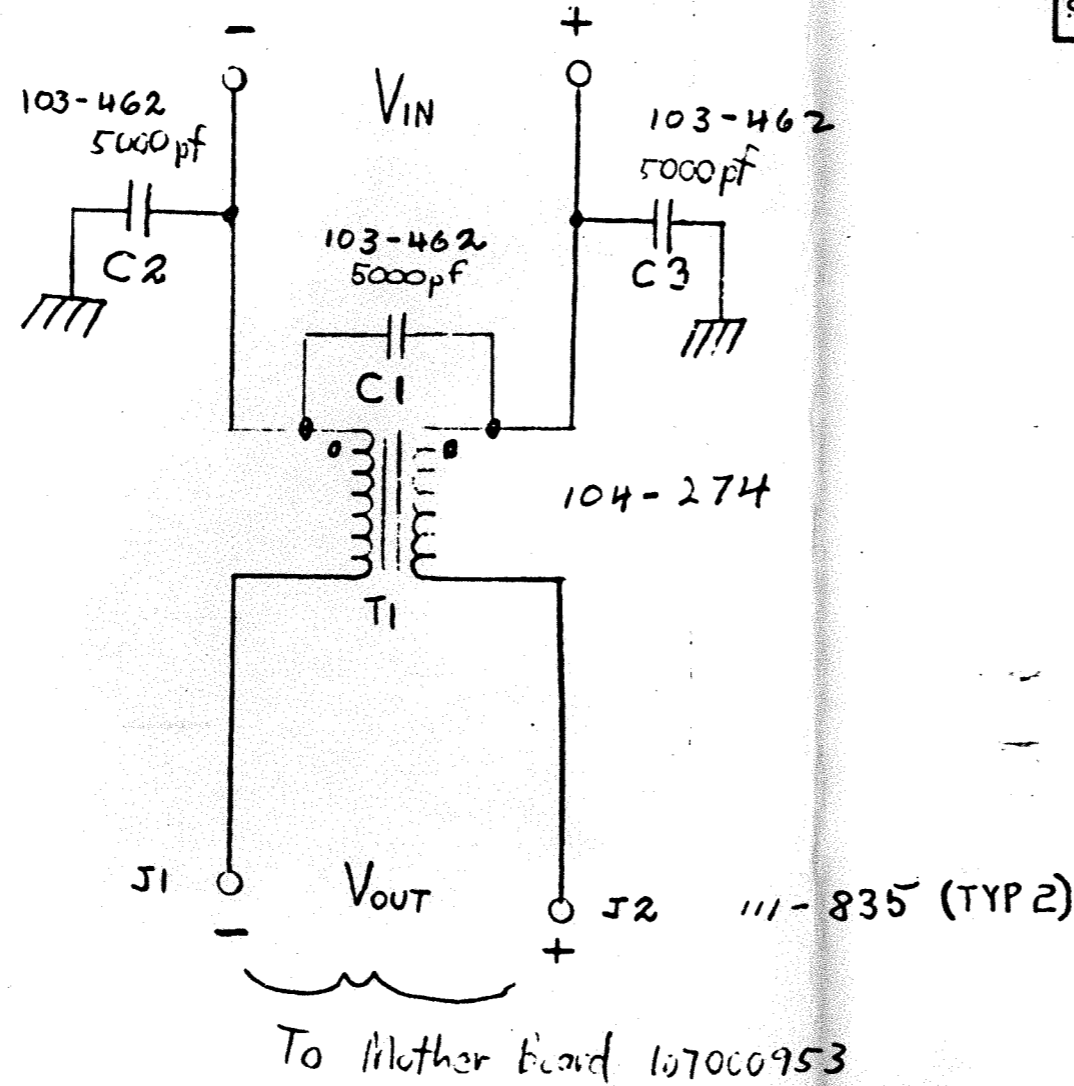 - +
VIN
103-462
5000pf
103-462
5000pf
103-462
5000pf
C2
C3
C1
104-274
T1
J1
VOUT
J2
111-835 (TYP 2)
- +
To Mother Board 107000953